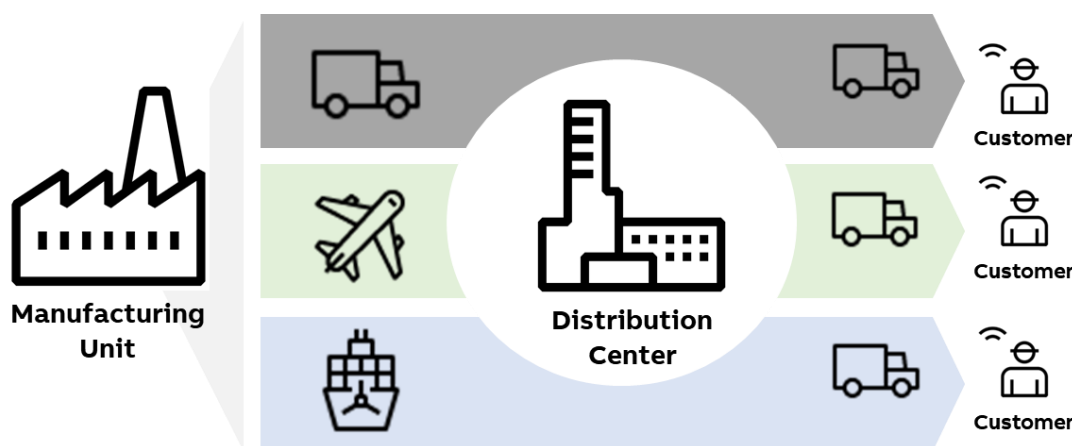 Manufacturing
Unit
Distribution
Center
Customer
Customer
Customer